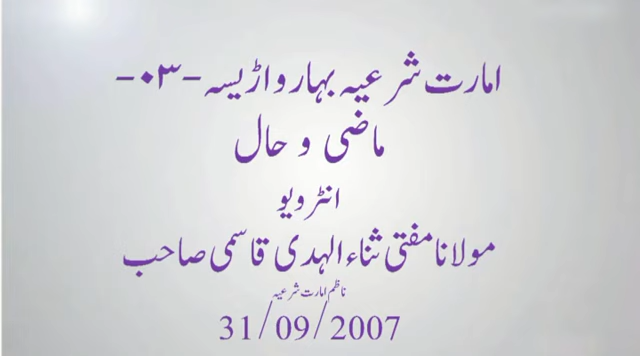 امارت شرعیہ بہار و اڑیسہ -۰۳-
ماضی و حال
انٹرویو
مولانا مفتی ثناء الہدی قاسمی صاحب
ناظم امارت شرعیہ
31/09/2007